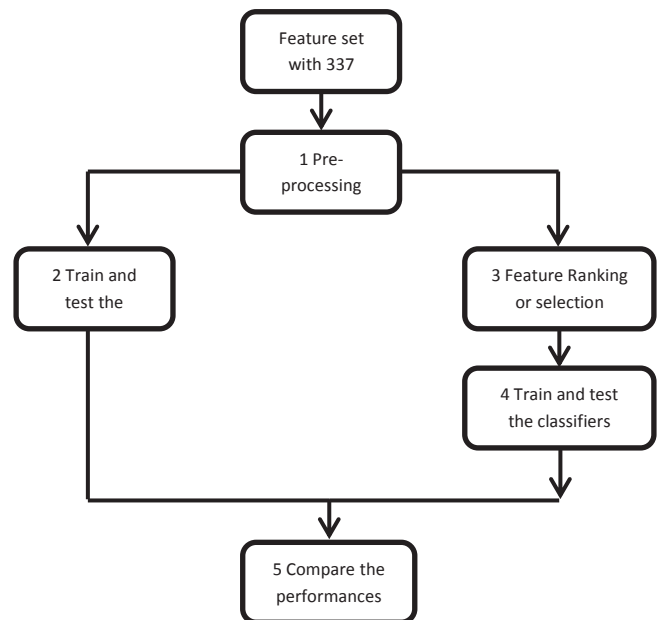 Feature set
with 337
1 Pre-
processing
2 Train and
test the
3 Feature Ranking
or selection
4 Train and test
the classifiers
5 Compare the
performances